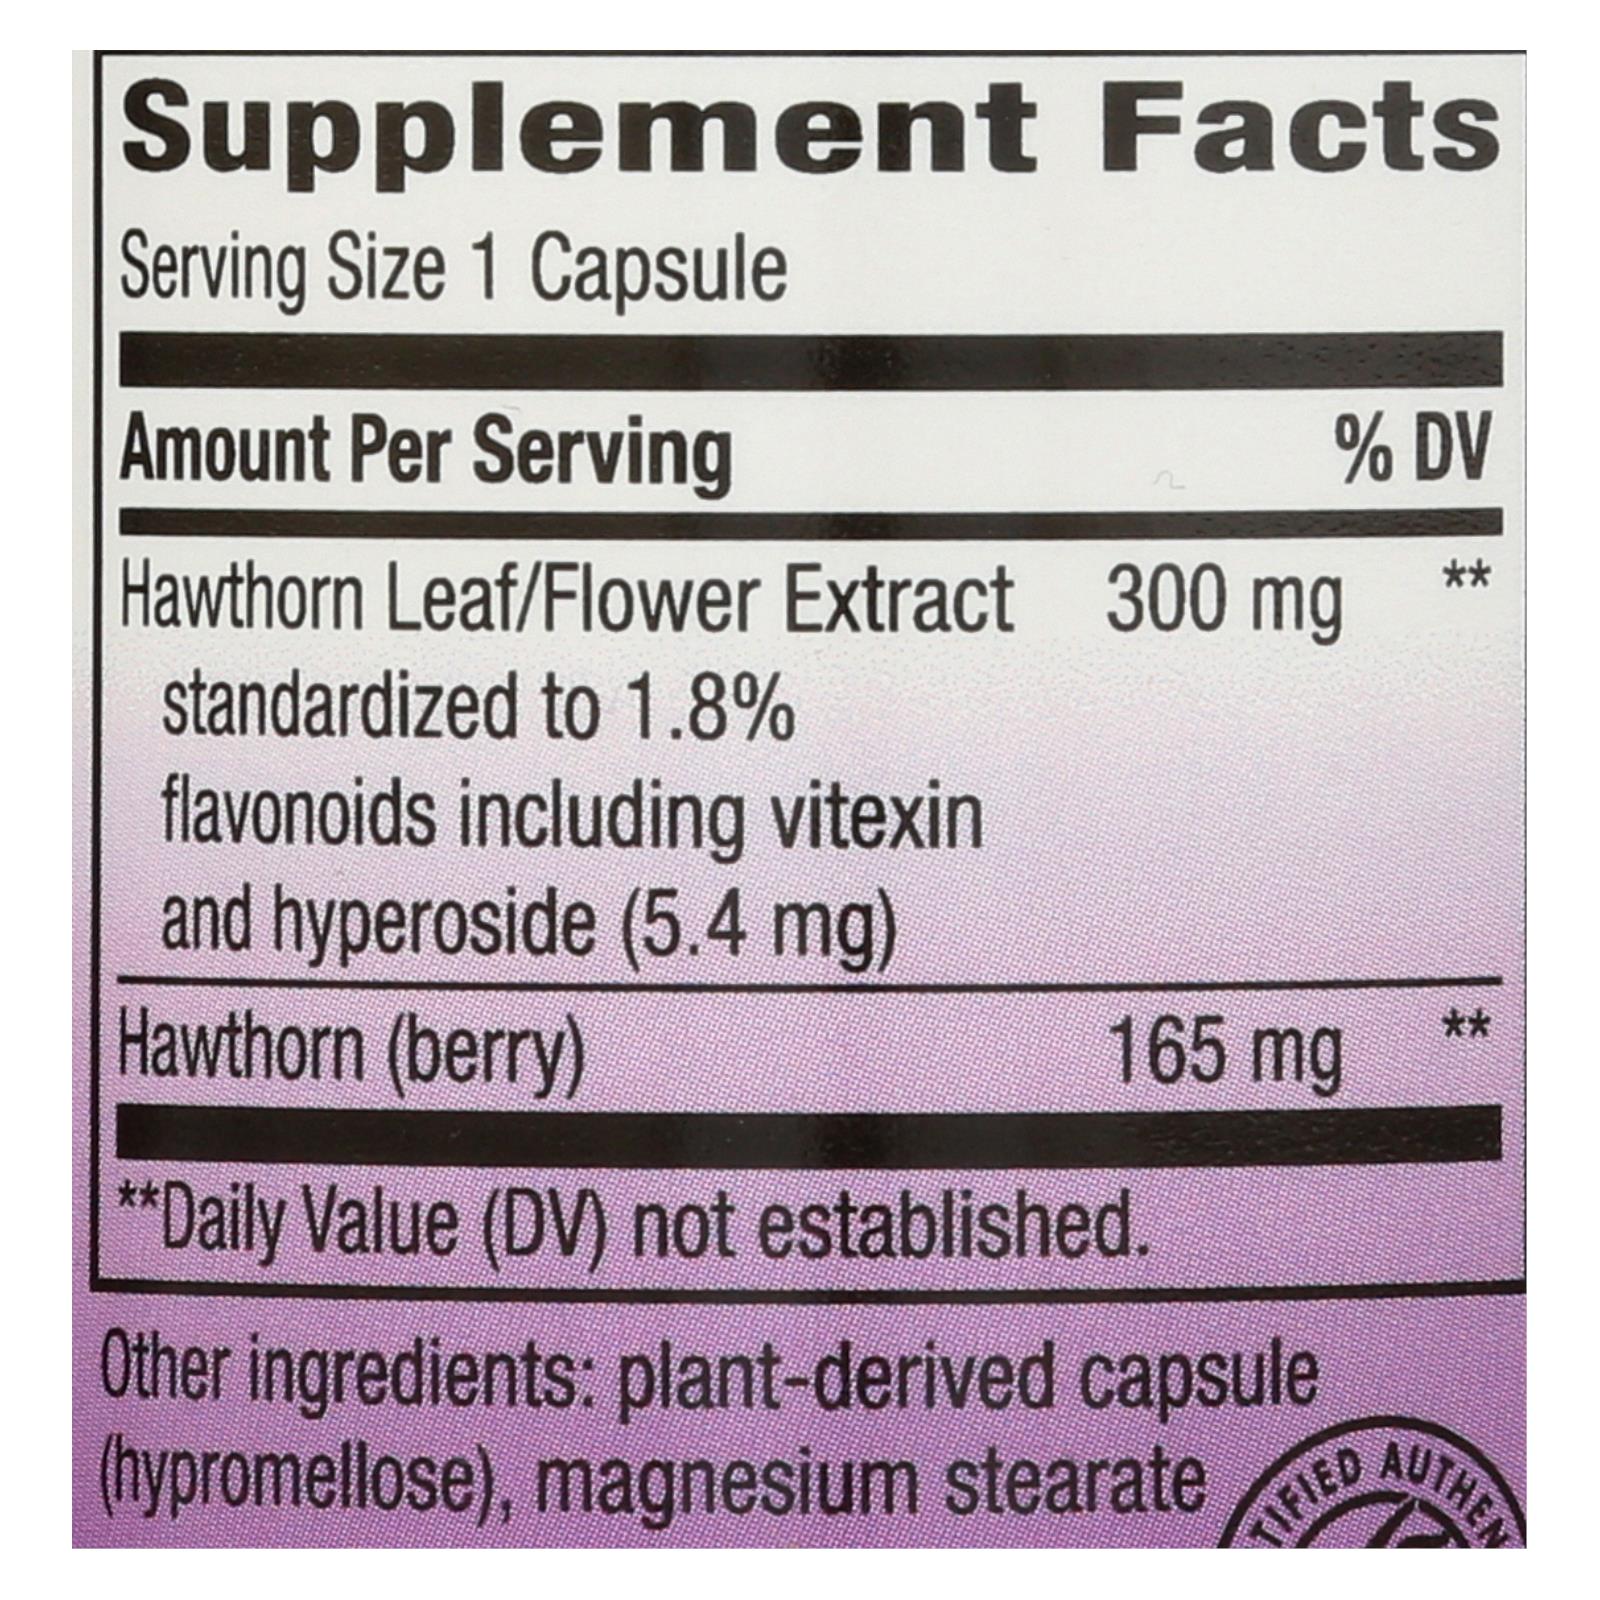 Supplement Facts
Serving Size 1 Capsule
Amount Per Serving % DV
Hawthorn Leaf/Flower Extract 300 mg **
standardized to 1.8%
flavonoids including vitexin
and hyperoside (5.4 mg)
Hawthorn (berry) 165 mg **
**Daily Value (DV) not established.
Other ingredients: plant-derived capsule
(hypromellose), magnesium stearate